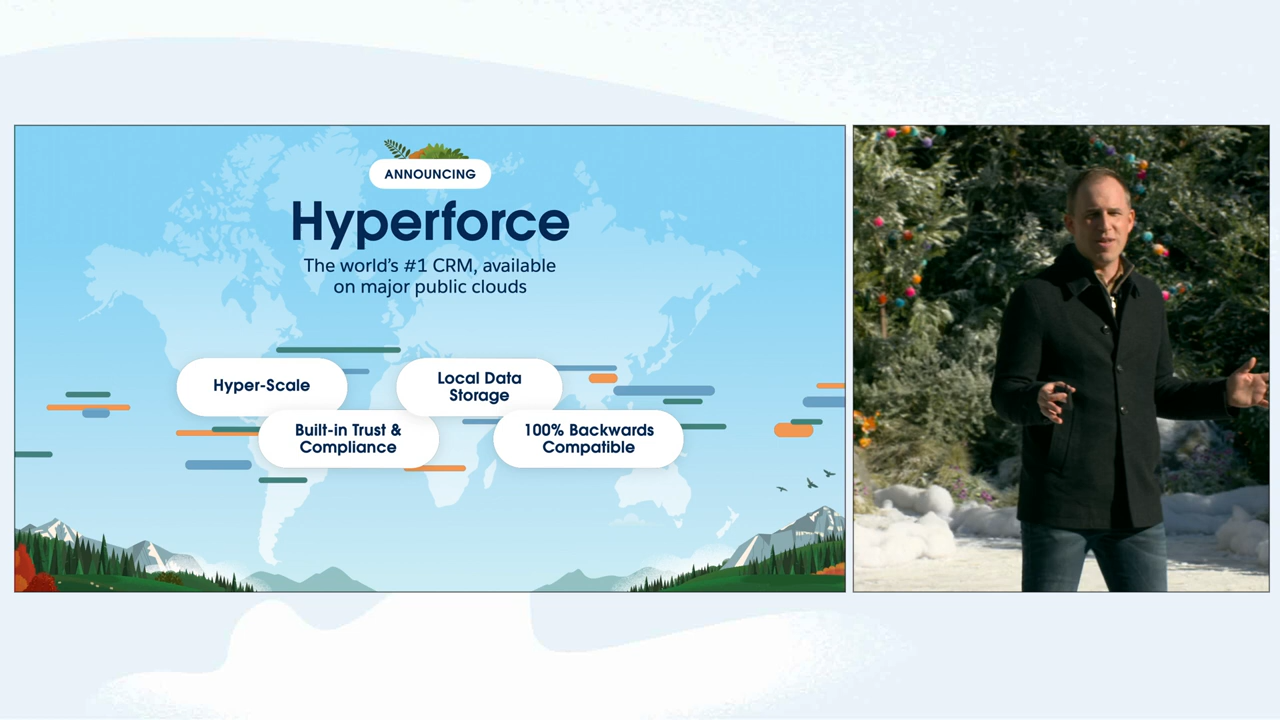 ANNOUNCING
Hyperforce
The world's #1 CRM, available
on major public clouds
Hyper-Scale
Local Data
Storage
Built-in Trust &
Compliance
100% Backwards
Compatible